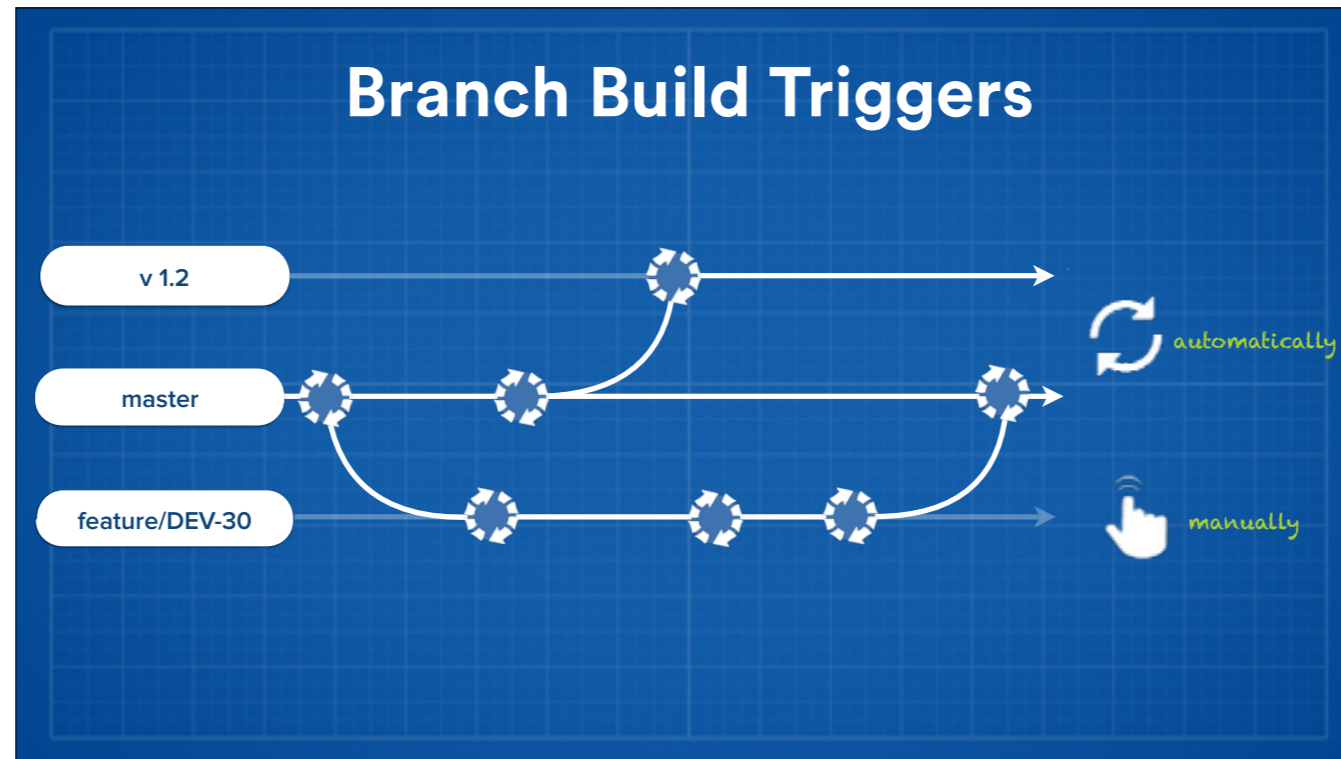 Branch Build Triggers
v 1.2
automatically
master
feature/DEV-30
manually